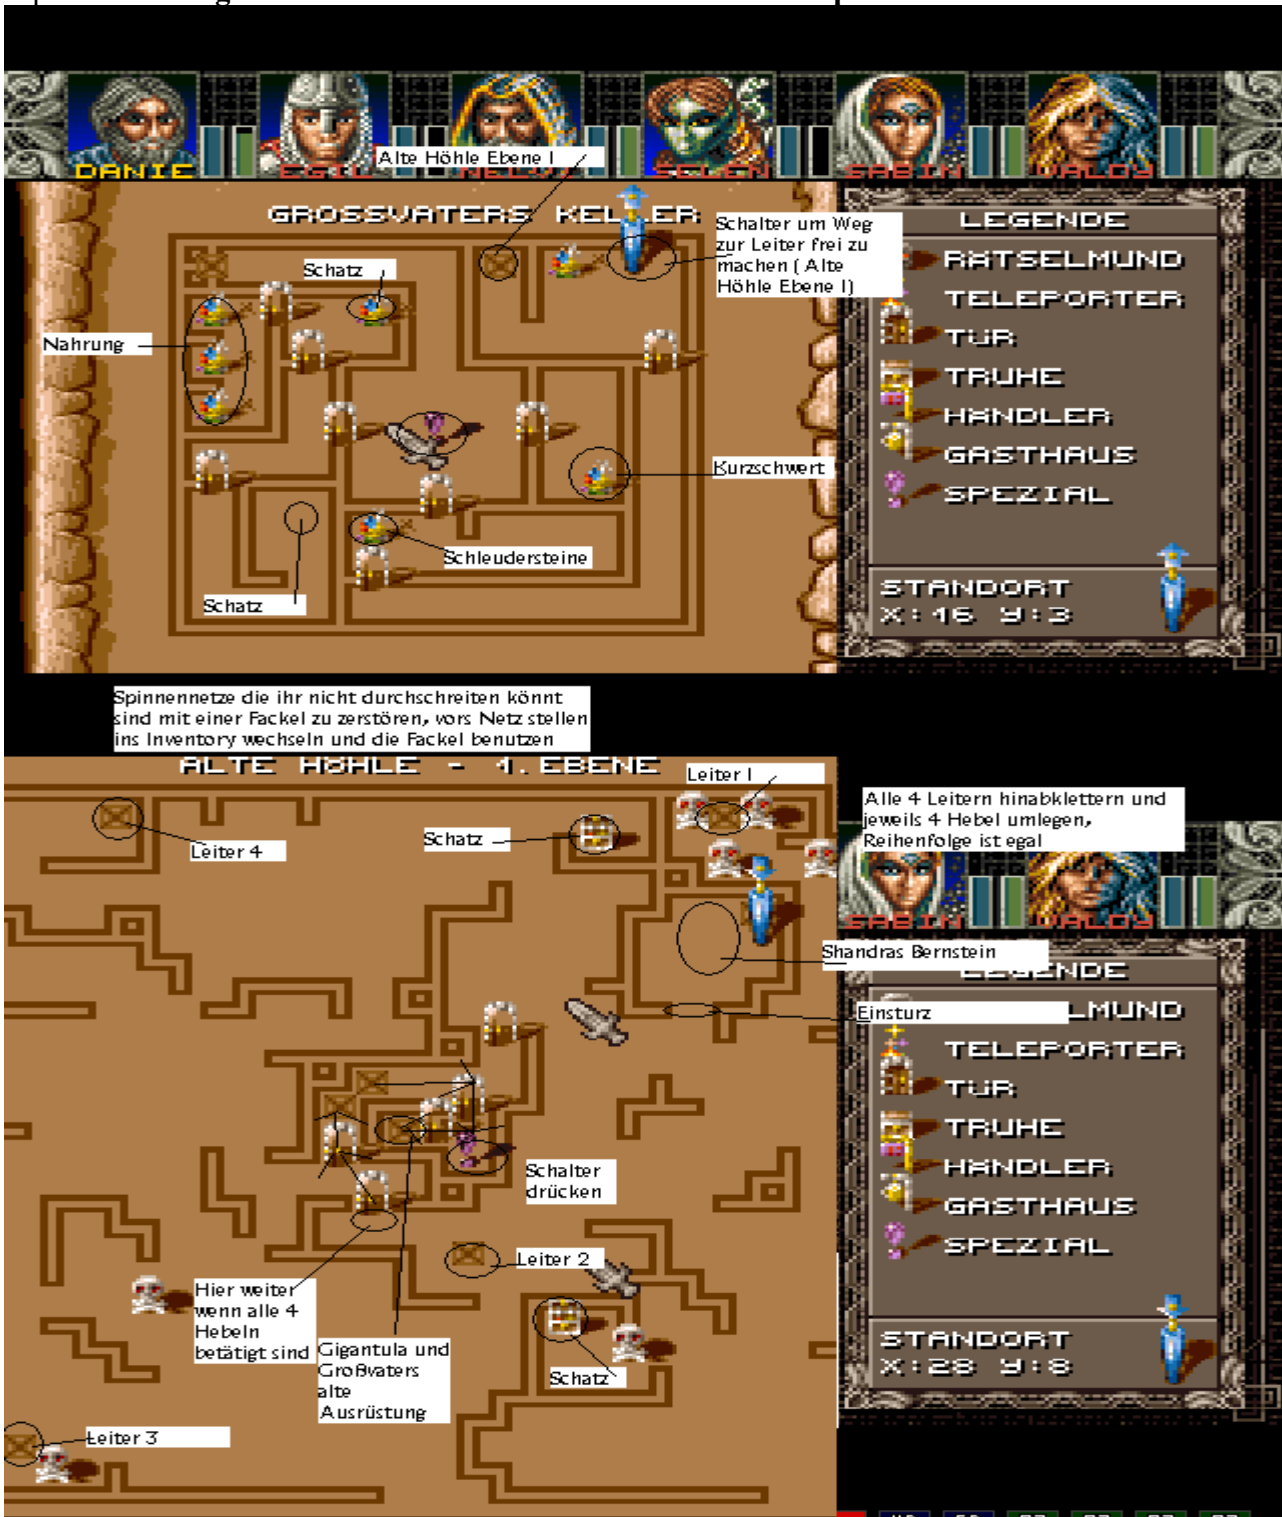 DANIE
EGIL
NELVI
SELEN
SABIN
VALDY
Alte Höhle Ebene I
GROSSVATERS KELLER
Schatz
Schalter um Weg
zur Leiter frei zu
machen ( Alte
Höhle Ebene I)
Nahrung
Kurzschwert
Schleudersteine
Schatz
LEGENDE
RÄTSELMUND
TELEPORTER
TÜR
TRUHE
HÄNDLER
GASTHAUS
SPEZIAL
STANDORT
X:16 Y:3
Spinnennetze die ihr nicht durchschreiten könnt
sind mit einer Fackel zu zerstören, vors Netz stellen
ins Inventory wechseln und die Fackel benutzen
ALTE HÖHLE - 1. EBENE
Leiter I
Alle 4 Leitern hinabklettern und
jeweils 4 Hebel umlegen,
Reihenfolge ist egal
Leiter 4
Schatz
SABIN
VALDY
Shandras Bernstein
LEGENDE
Einsturz
LMUND
TELEPORTER
TÜR
TRUHE
HÄNDLER
GASTHAUS
SPEZIAL
Schalter
drücken
Leiter 2
Hier weiter
wenn alle 4
Hebeln
betätigt sind
Gigantula und
Großvaters
alte
Ausrüstung
Schatz
STANDORT
X:28 Y:8
Leiter 3